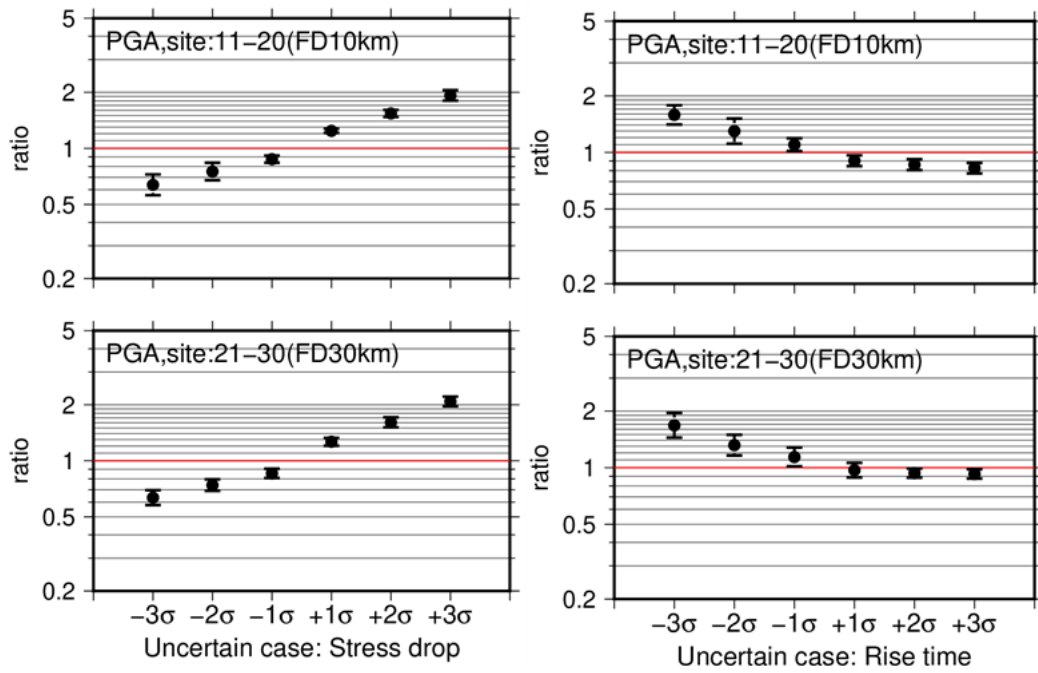 PGA,site:11−20(FD10km)
5
2
1
0.5
0.2
ratio
PGA,site:11−20(FD10km)
5
2
1
0.5
0.2
ratio
PGA,site:21−30(FD30km)
5
2
1
0.5
0.2
ratio
−3σ −2σ −1σ +1σ +2σ +3σ
Uncertain case: Stress drop
PGA,site:21−30(FD30km)
5
2
1
0.5
0.2
ratio
−3σ −2σ −1σ +1σ +2σ +3σ
Uncertain case: Rise time